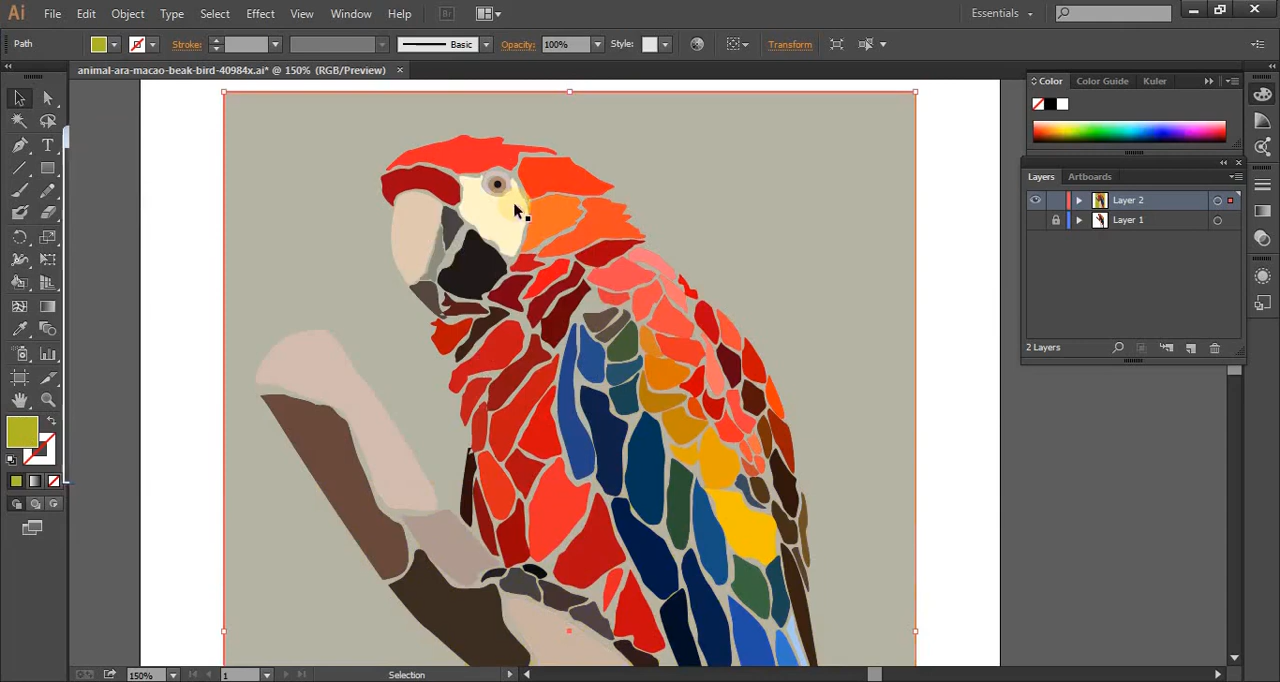 Ai File Edit Object Type Select Effect View Window Help Br Essentials
Path Stroke: Basic Opacity: 100% Style: Transform
animal-ara-macao-beak-bird-40984x.ai* @ 150% (RGB/Preview) ×
Color Color Guide Kuler
Layers Artboards
Layer 2
Layer 1
2 Layers
150% 1 Selection